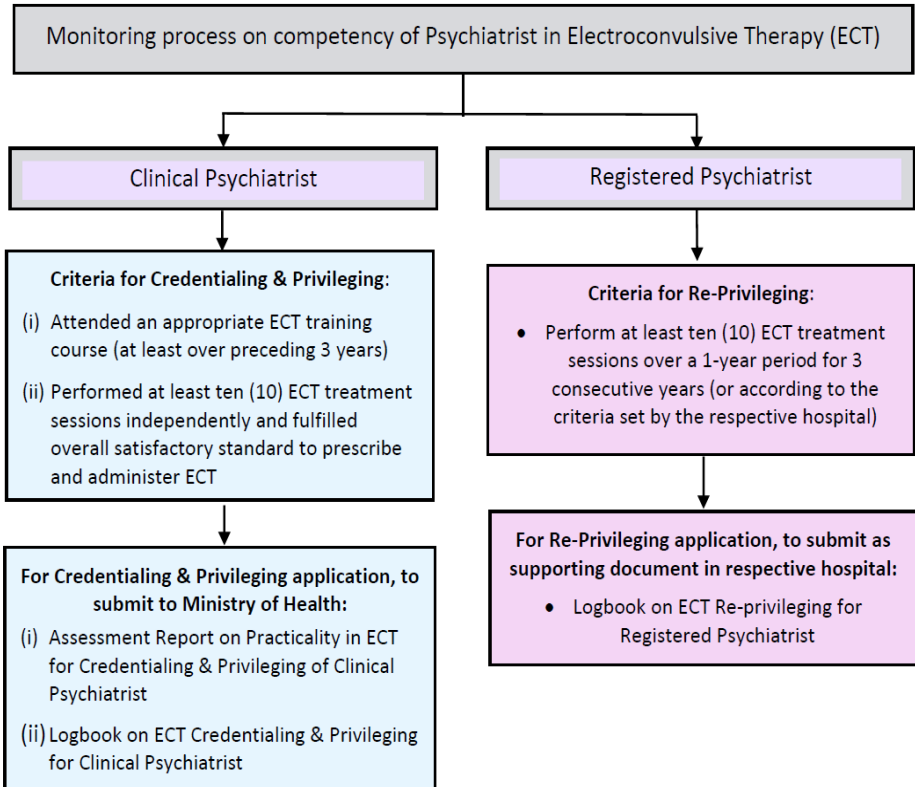 Monitoring process on competency of Psychiatrist in Electroconvulsive Therapy (ECT)
Clinical Psychiatrist
Criteria for Credentialing & Privileging:
(i) Attended an appropriate ECT training
course (at least over preceding 3 years)
(ii) Performed at least ten (10) ECT treatment
sessions independently and fulfilled
overall satisfactory standard to prescribe
and administer ECT
For Credentialing & Privileging application, to
submit to Ministry of Health:
(i) Assessment Report on Practicality in ECT
for Credentialing & Privileging of Clinical
Psychiatrist
(ii) Logbook on ECT Credentialing & Privileging
for Clinical Psychiatrist
Registered Psychiatrist
Criteria for Re-Privileging:
• Perform at least ten (10) ECT treatment
sessions over a 1-year period for 3
consecutive years (or according to the
criteria set by the respective hospital)
For Re-Privileging application, to submit as
supporting document in respective hospital:
• Logbook on ECT Re-privileging for
Registered Psychiatrist